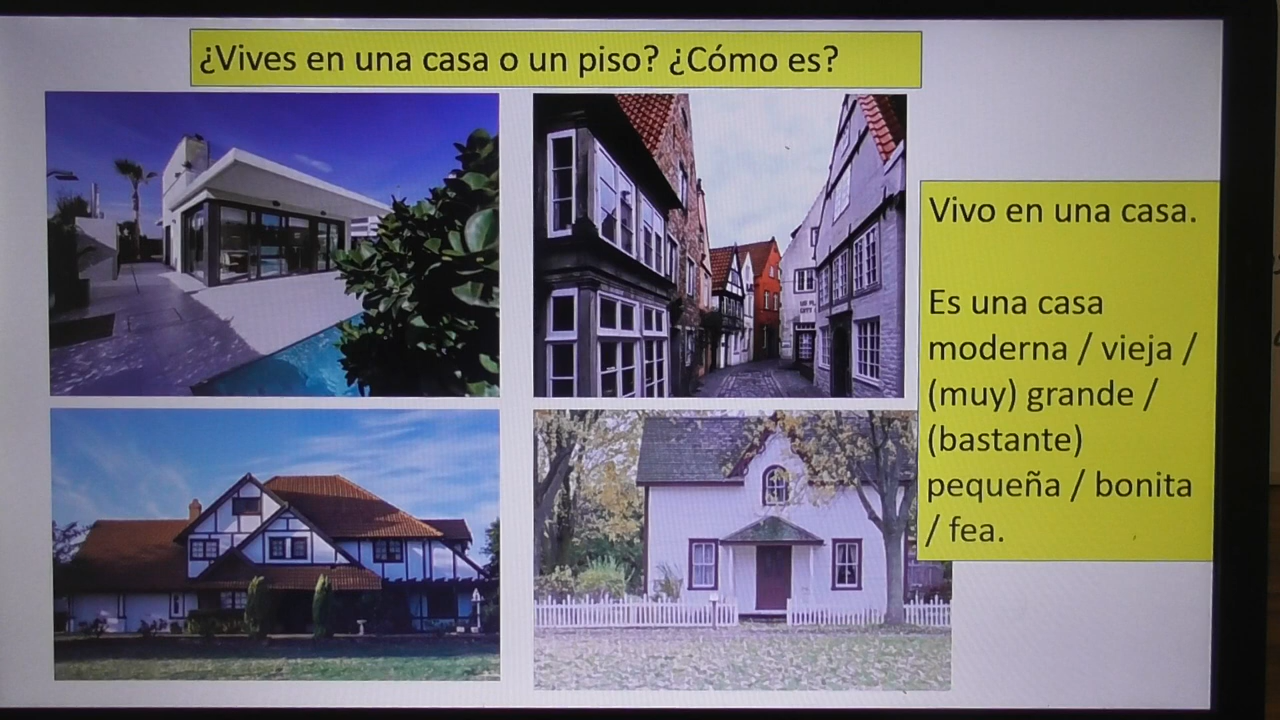 ¿Vives en una casa o un piso? ¿Cómo es?
Vivo en una casa.
Es una casa
moderna / vieja /
(muy) grande /
(bastante)
pequeña / bonita
/ fea.